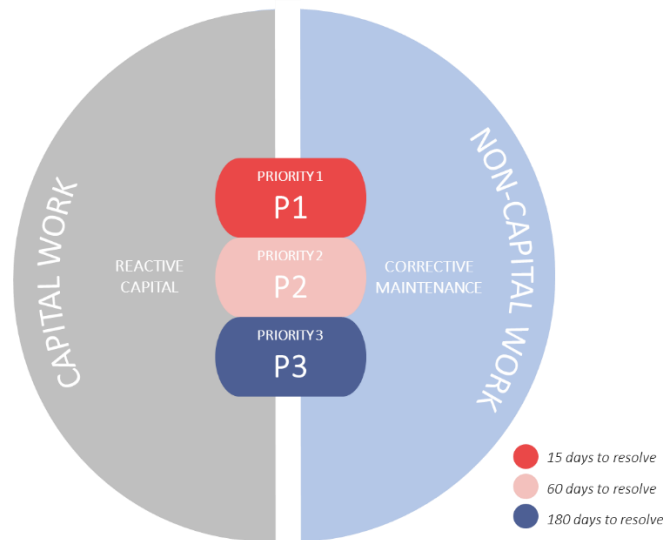 CAPITAL WORK
REACTIVE
CAPITAL
PRIORITY 1
P1
PRIORITY 2
P2
PRIORITY 3
P3
CORRECTIVE
MAINTENANCE
NON-CAPITAL WORK
15 days to resolve
60 days to resolve
180 days to resolve